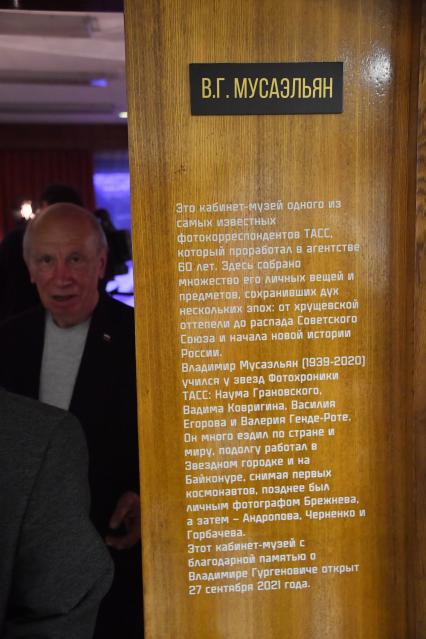 В.Г. МУСАЭЛЬЯН
Это кабинет-музей одного из
самых известных
фотокорреспондентов ТАСС,
который проработал в агентстве
60 лет. Здесь собрано
множество его личных вещей и
предметов, сохранивших дух
нескольких эпох: от хрущевской
оттепели до распада Советского
Союза и начала новой истории
России.
Владимир Мусаэльян (1939-2020)
учился у звезд Фотохроники
ТАСС: Наума Грановского,
Вадима Ковригина, Василия
Егорова и Валерия Генде-Роте.
Он много ездил по стране и
миру, подолгу работал в
Звездном городке и на
Байконуре, снимая первых
космонавтов, позднее был
личным фотографом Брежнева,
а затем – Андропова, Черненко и
Горбачева.
Этот кабинет-музей с
благодарной памятью о
Владимире Гургеновиче открыт
27 сентября 2021 года.